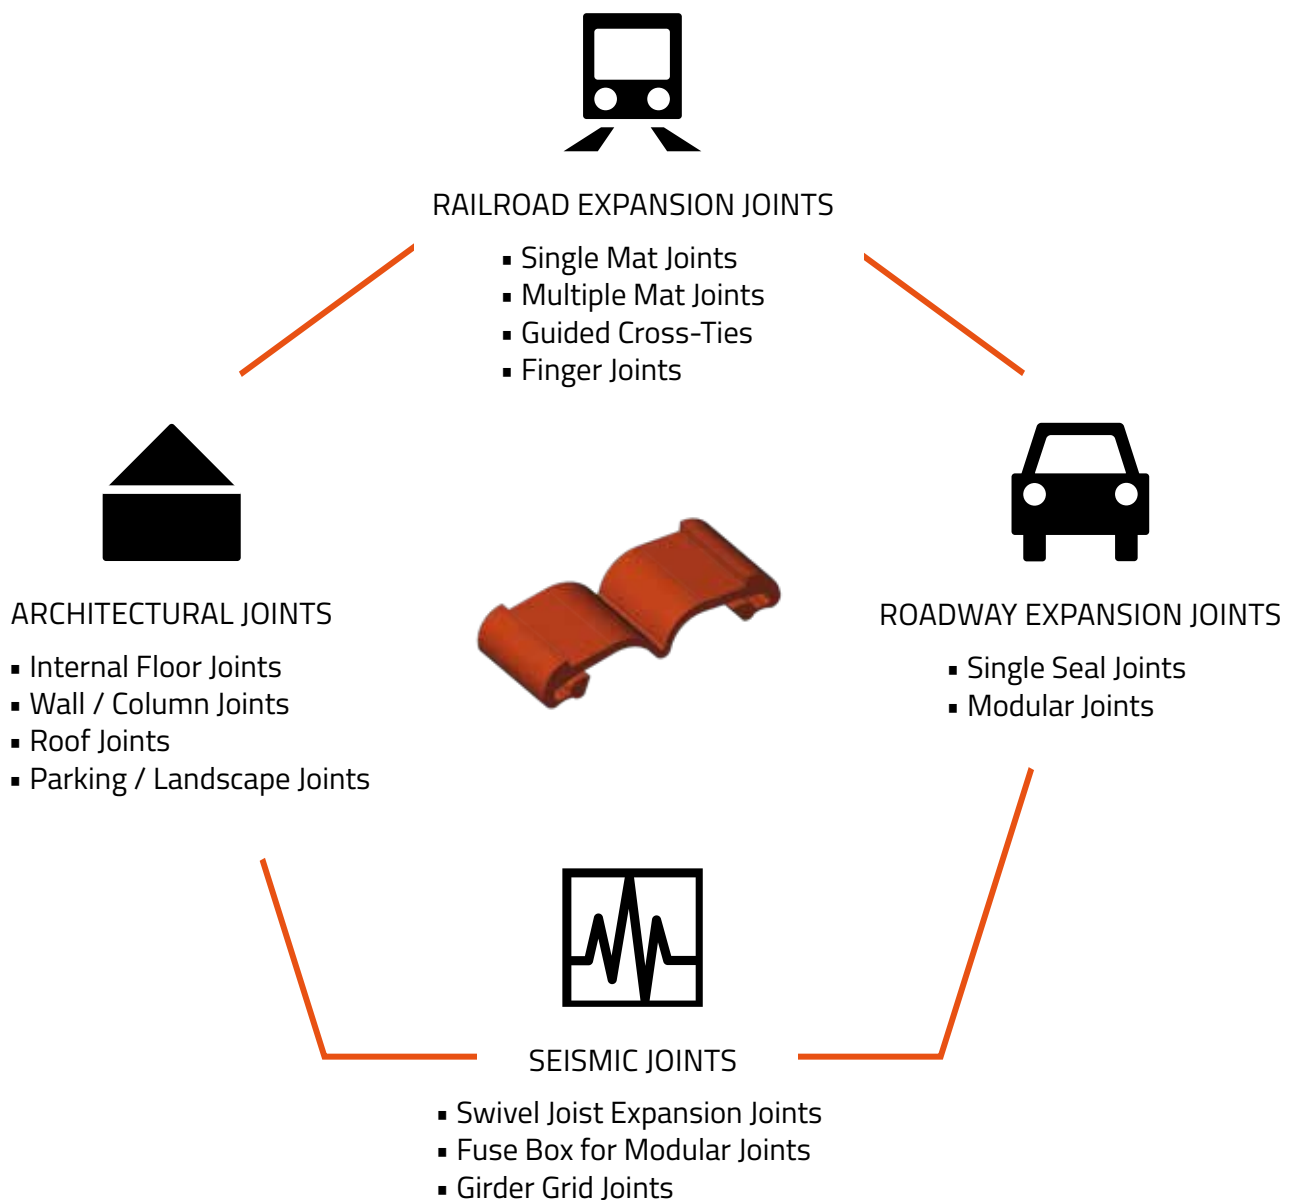 RAILROAD EXPANSION JOINTS
▪ Single Mat Joints
▪ Multiple Mat Joints
▪ Guided Cross-Ties
▪ Finger Joints
ARCHITECTURAL JOINTS
▪ Internal Floor Joints
▪ Wall / Column Joints
▪ Roof Joints
▪ Parking / Landscape Joints
ROADWAY EXPANSION JOINTS
▪ Single Seal Joints
▪ Modular Joints
SEISMIC JOINTS
▪ Swivel Joist Expansion Joints
▪ Fuse Box for Modular Joints
▪ Girder Grid Joints